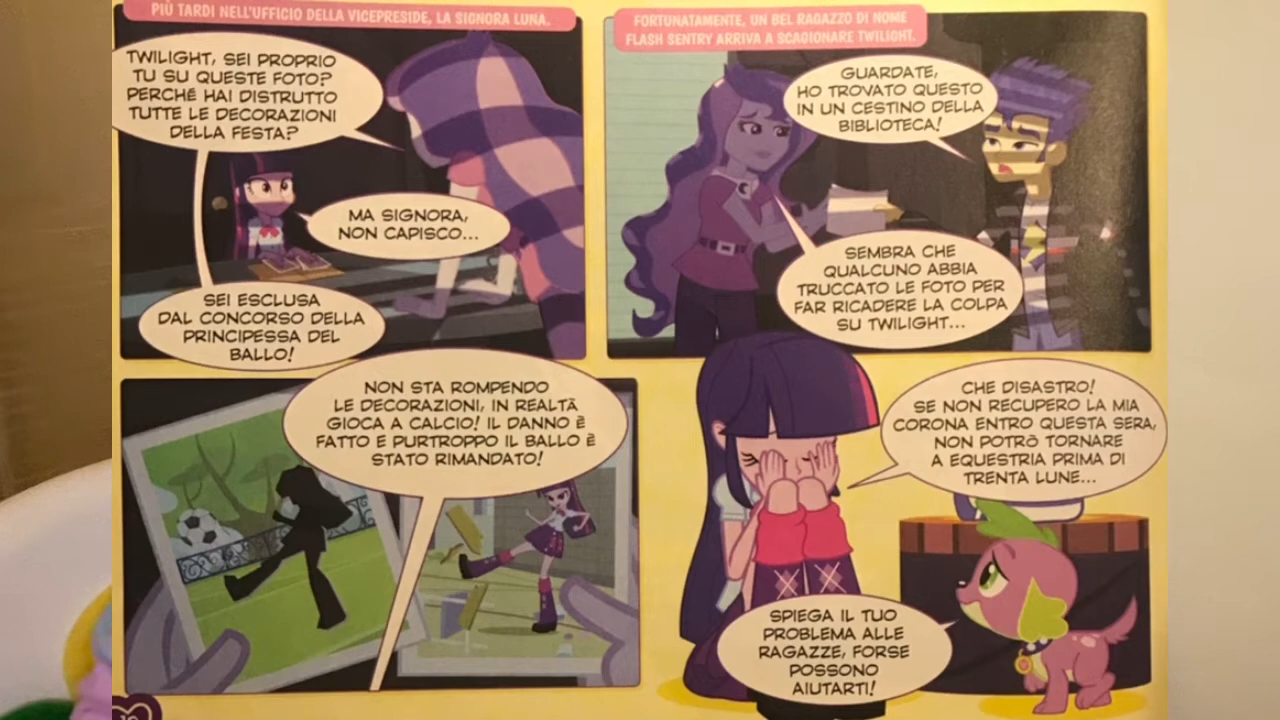 PIÙ TARDI NELL'UFFICIO DELLA VICEPRESIDE, LA SIGNORA LUNA.
TWILIGHT, SEI PROPRIO
TU SU QUESTE FOTO?
PERCHÉ HAI DISTRUTTO
TUTTE LE DECORAZIONI
DELLA FESTA?
MA SIGNORA,
NON CAPISCO...
SEI ESCLUSA
DAL CONCORSO DELLA
PRINCIPESSA DEL
BALLO!
FORTUNATAMENTE, UN BEL RAGAZZO DI NOME
FLASH SENTRY ARRIVA A SCAGIONARE TWILIGHT.
GUARDATE,
HO TROVATO QUESTO
IN UN CESTINO DELLA
BIBLIOTECA!
SEMBRA CHE
QUALCUNO ABBIA
TRUCCATO LE FOTO PER
FAR RICADERE LA COLPA
SU TWILIGHT...
NON STA ROMPENDO
LE DECORAZIONI, IN REALTÀ
GIOCA A CALCIO! IL DANNO È
FATTO E PURTROPPO IL BALLO È
STATO RIMANDATO!
CHE DISASTRO!
SE NON RECUPERO LA MIA
CORONA ENTRO QUESTA SERA,
NON POTRÒ TORNARE
A EQUESTRIA PRIMA DI
TRENTA LUNE...
SPIEGA IL TUO
PROBLEMA ALLE
RAGAZZE, FORSE
POSSONO
AIUTARTI!